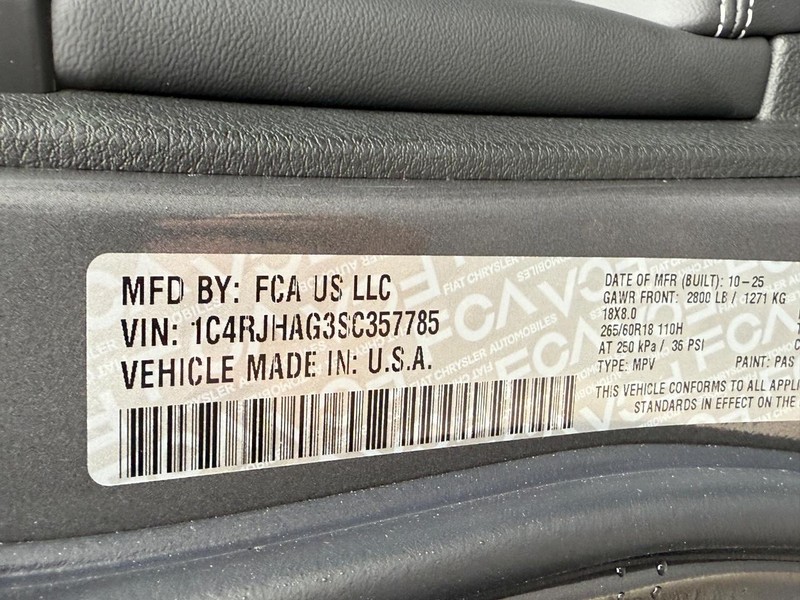 MFD BY: FCA US LLC
VIN: 1C4RJHAG3SC357785
VEHICLE MADE IN: U.S.A.
DATE OF MFR (BUILT): 10-25
GAWR FRONT: 2800 LB / 1271 KG
18X8.0
265/60R18 110H
AT 250 kPa / 36 PSI
TYPE: MPV PAINT: PAS
THIS VEHICLE CONFORMS TO ALL APPLI
STANDARDS IN EFFECT ON THE